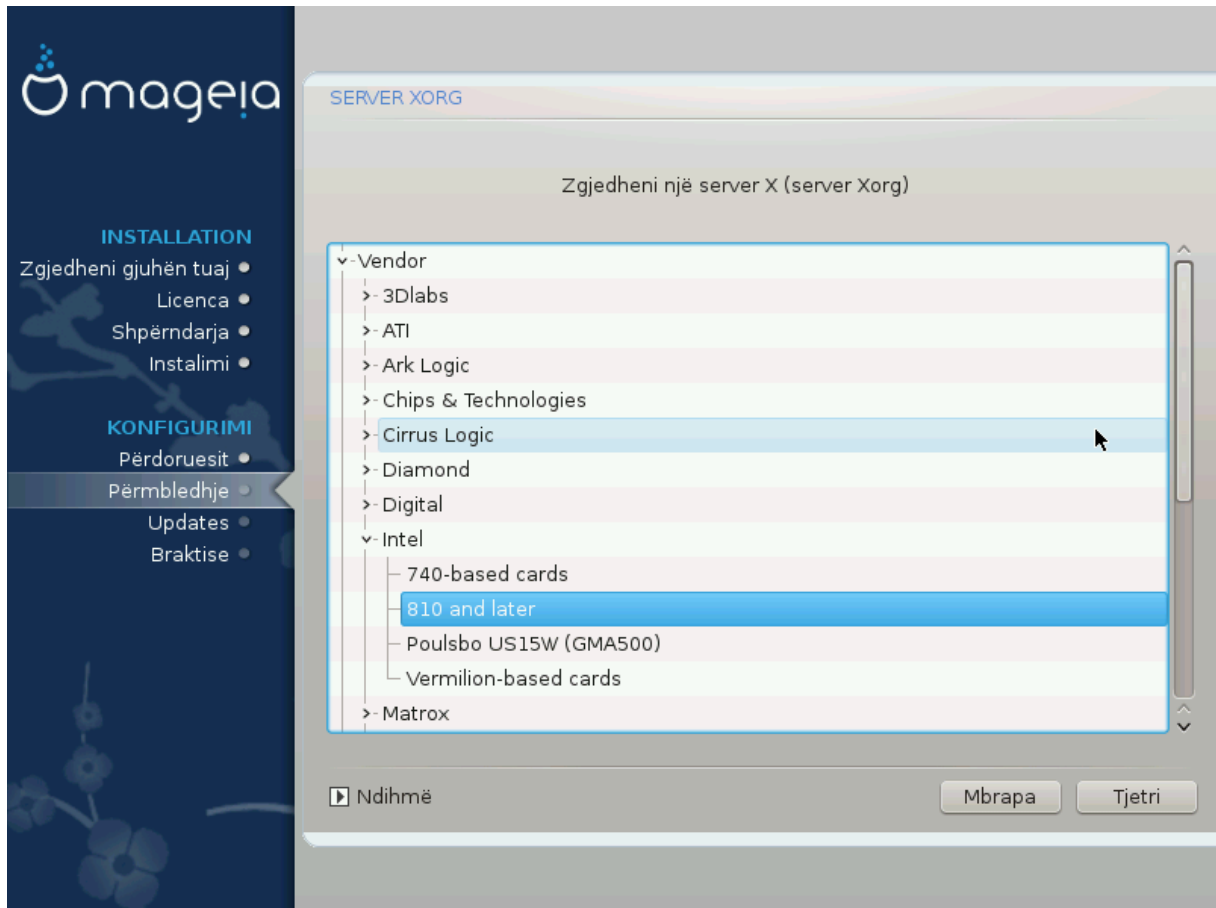 mageia
INSTALLATION
Zgjedheni gjuhën tuaj
Licenca
Shpërndarja
Instalimi
KONFIGURIMI
Përdoruesit
Përmbledhje
Updates
Braktise
SERVER XORG
Zgjedheni një server X (server Xorg)
Vendor
3Dlabs
ATI
Ark Logic
Chips & Technologies
Cirrus Logic
Diamond
Digital
Intel
740-based cards
810 and later
Poulsbo US15W (GMA500)
Vermilion-based cards
Matrox
Ndihmë
Mbrapa
Tjetri